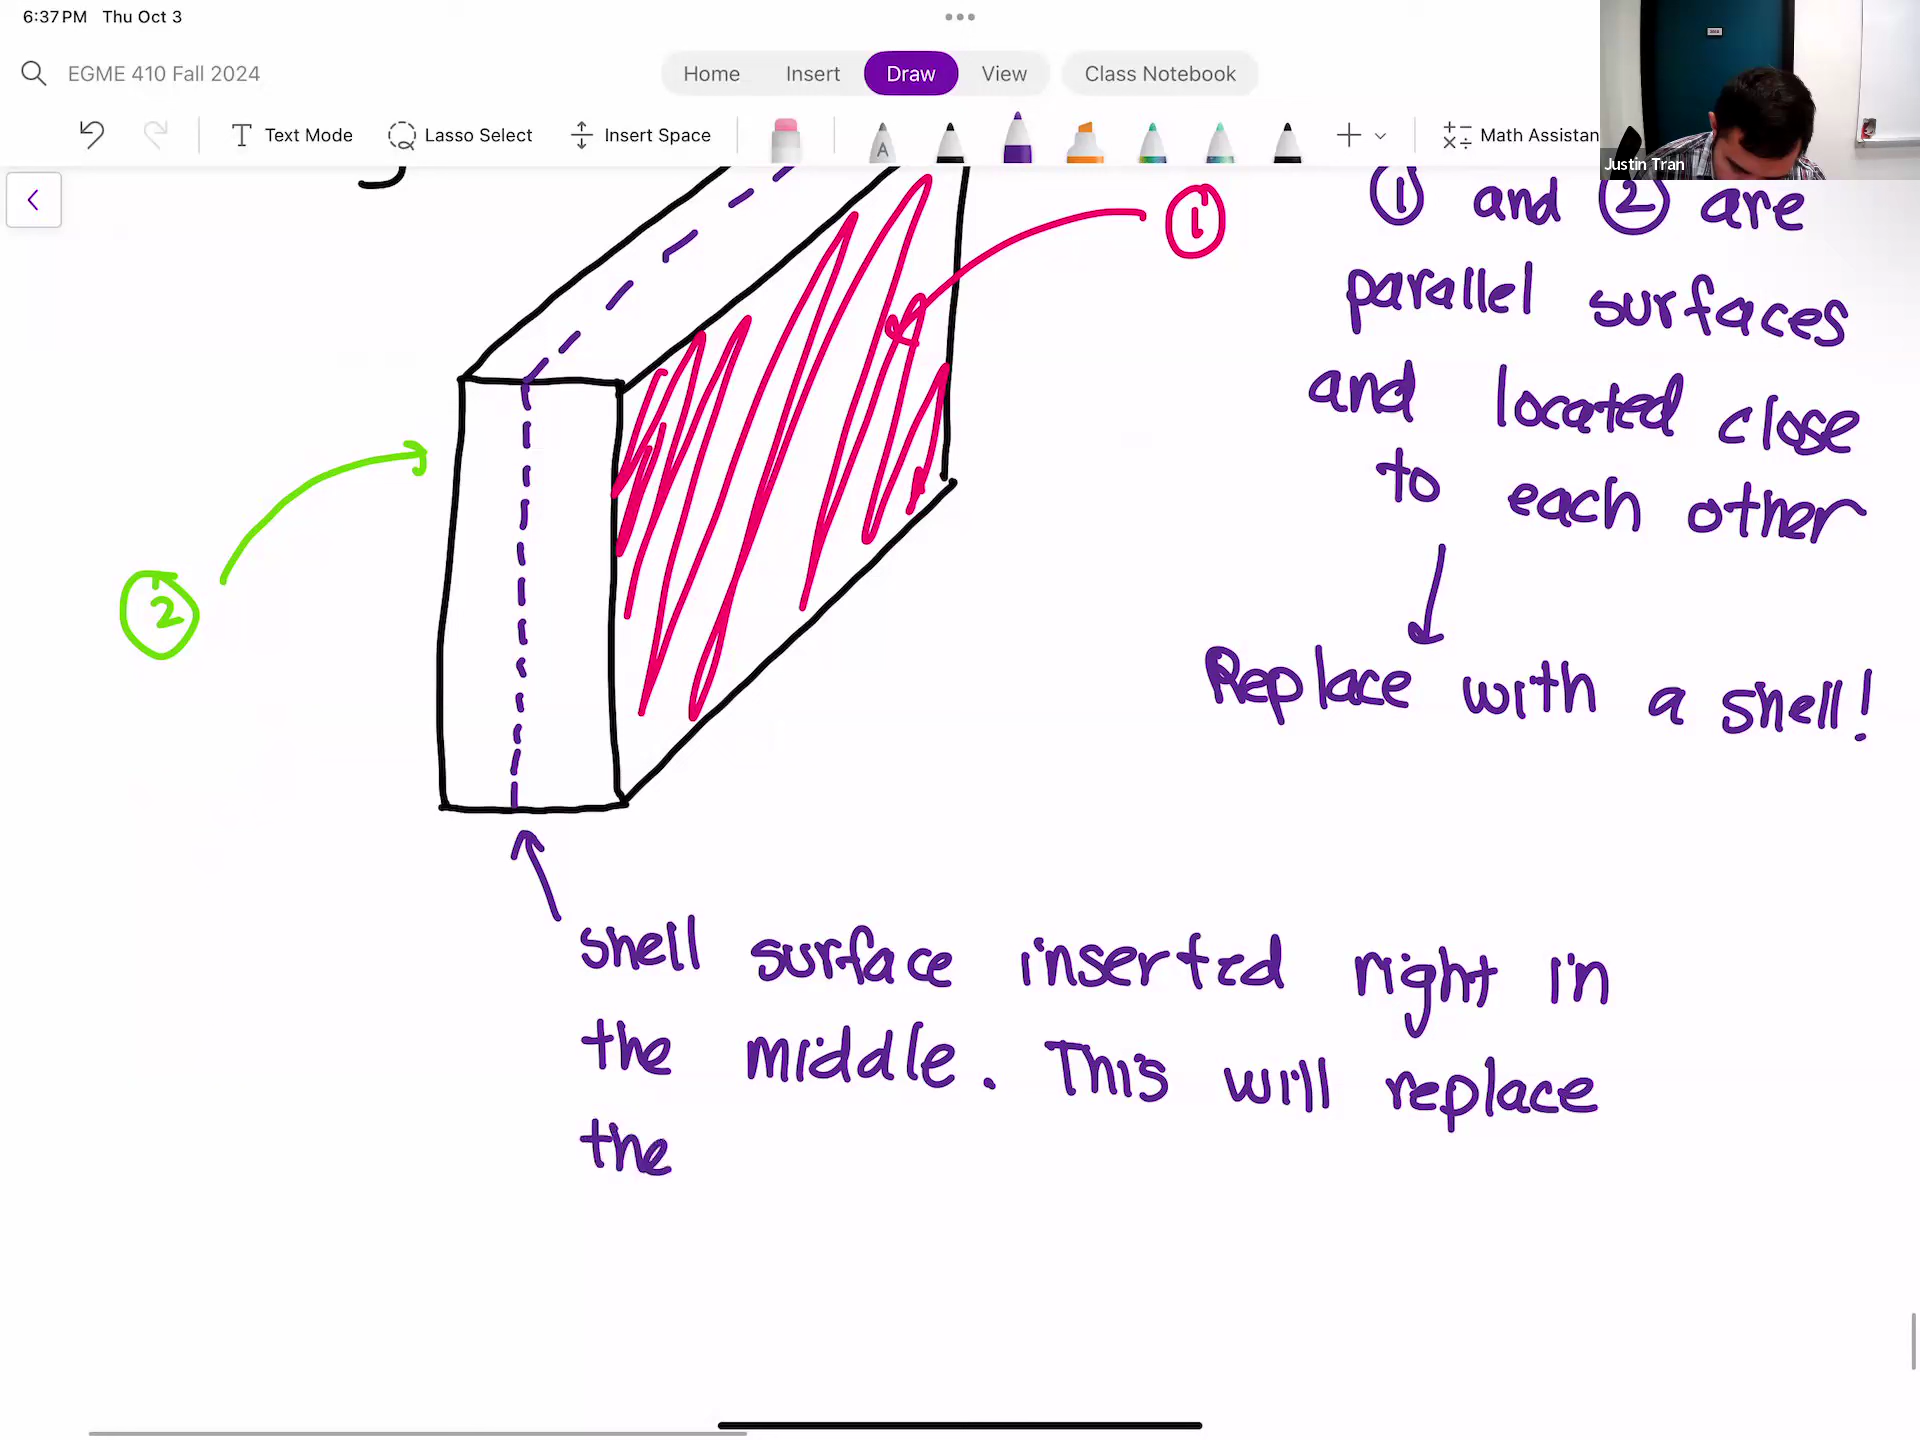 6:37 PM Thu Oct 3
EGME 410 Fall 2024
Home Insert Draw View Class Notebook
Text Mode Lasso Select Insert Space A Math Assistan
Justin Tran
① and ② are
parallel surfaces
and located close
to each other
Replace with a shell!
①
②
shell surface inserted right in
the middle. This will replace
the